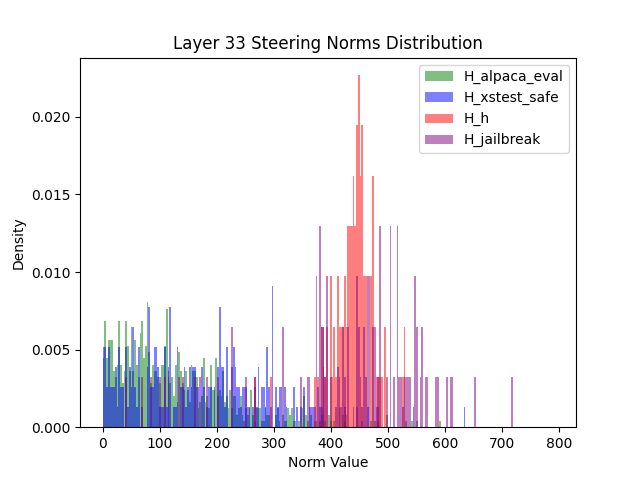 Layer 33 Steering Norms Distribution
H_alpaca_eval
H_xstest_safe
H_h
H_jailbreak
Density
0.020
0.015
0.010
0.005
0.000
0 100 200 300 400 500 600 700 800
Norm Value